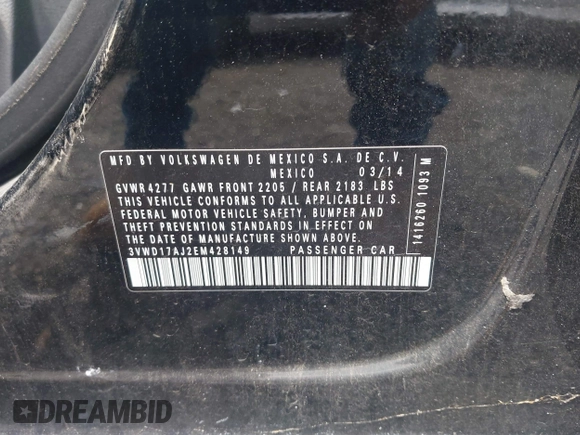 MFD BY VOLKSWAGEN DE MEXICO S.A. DE C.V.
MEXICO 03/14
GVWR 4277 GAWR FRONT 2205 / REAR 2183 LBS
THIS VEHICLE CONFORMS TO ALL APPLICABLE U.S.
FEDERAL MOTOR VEHICLE SAFETY, BUMPER AND
THEFT PREVENTION STANDARDS IN EFFECT ON
THE DATE OF MANUFACTURE SHOWN ABOVE.
3VWD17AJ2EM428149 PASSENGER CAR
1416260 1093 M
DREAMBID